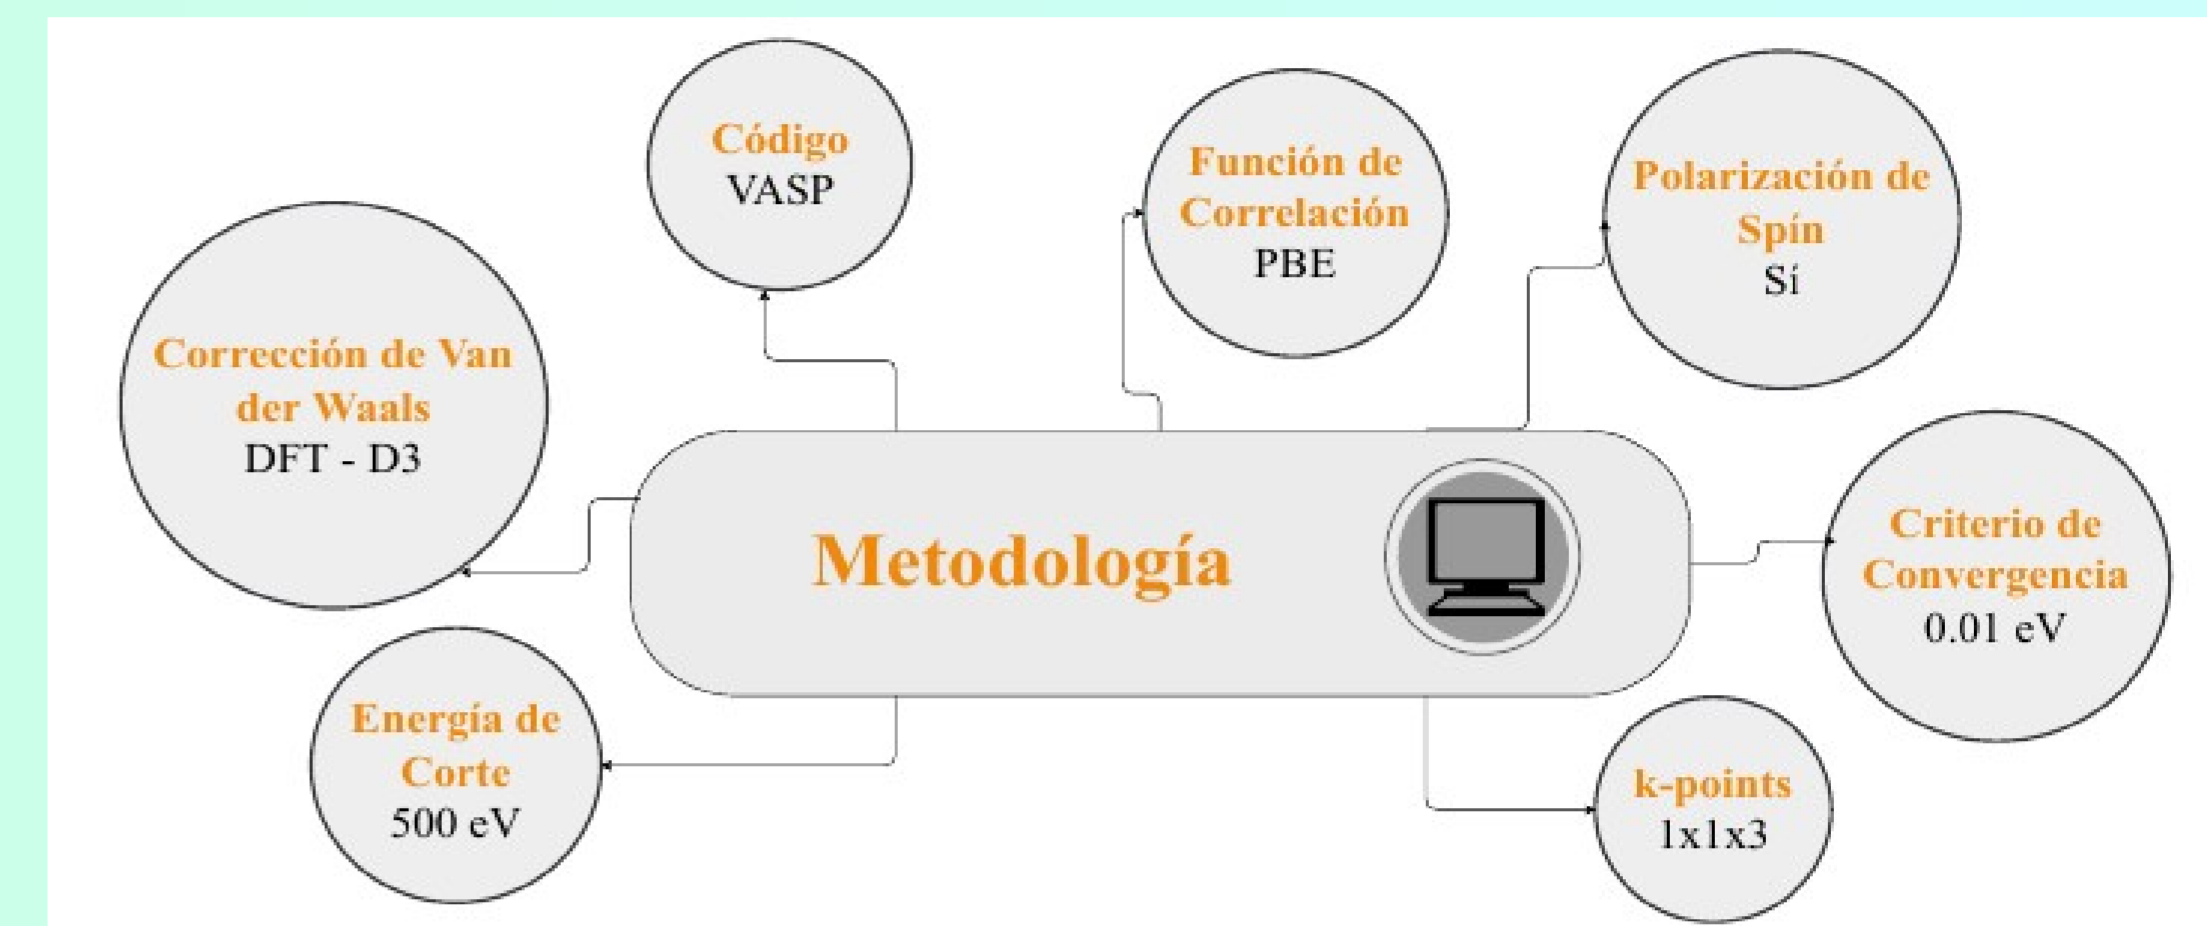 Código
VASP
Función de
Correlación
PBE
Polarización de
Spín
Sí
Corrección de Van
der Waals
DFT - D3
Metodología
Criterio de
Convergencia
0.01 eV
Energía de
Corte
500 eV
k-points
1x1x3